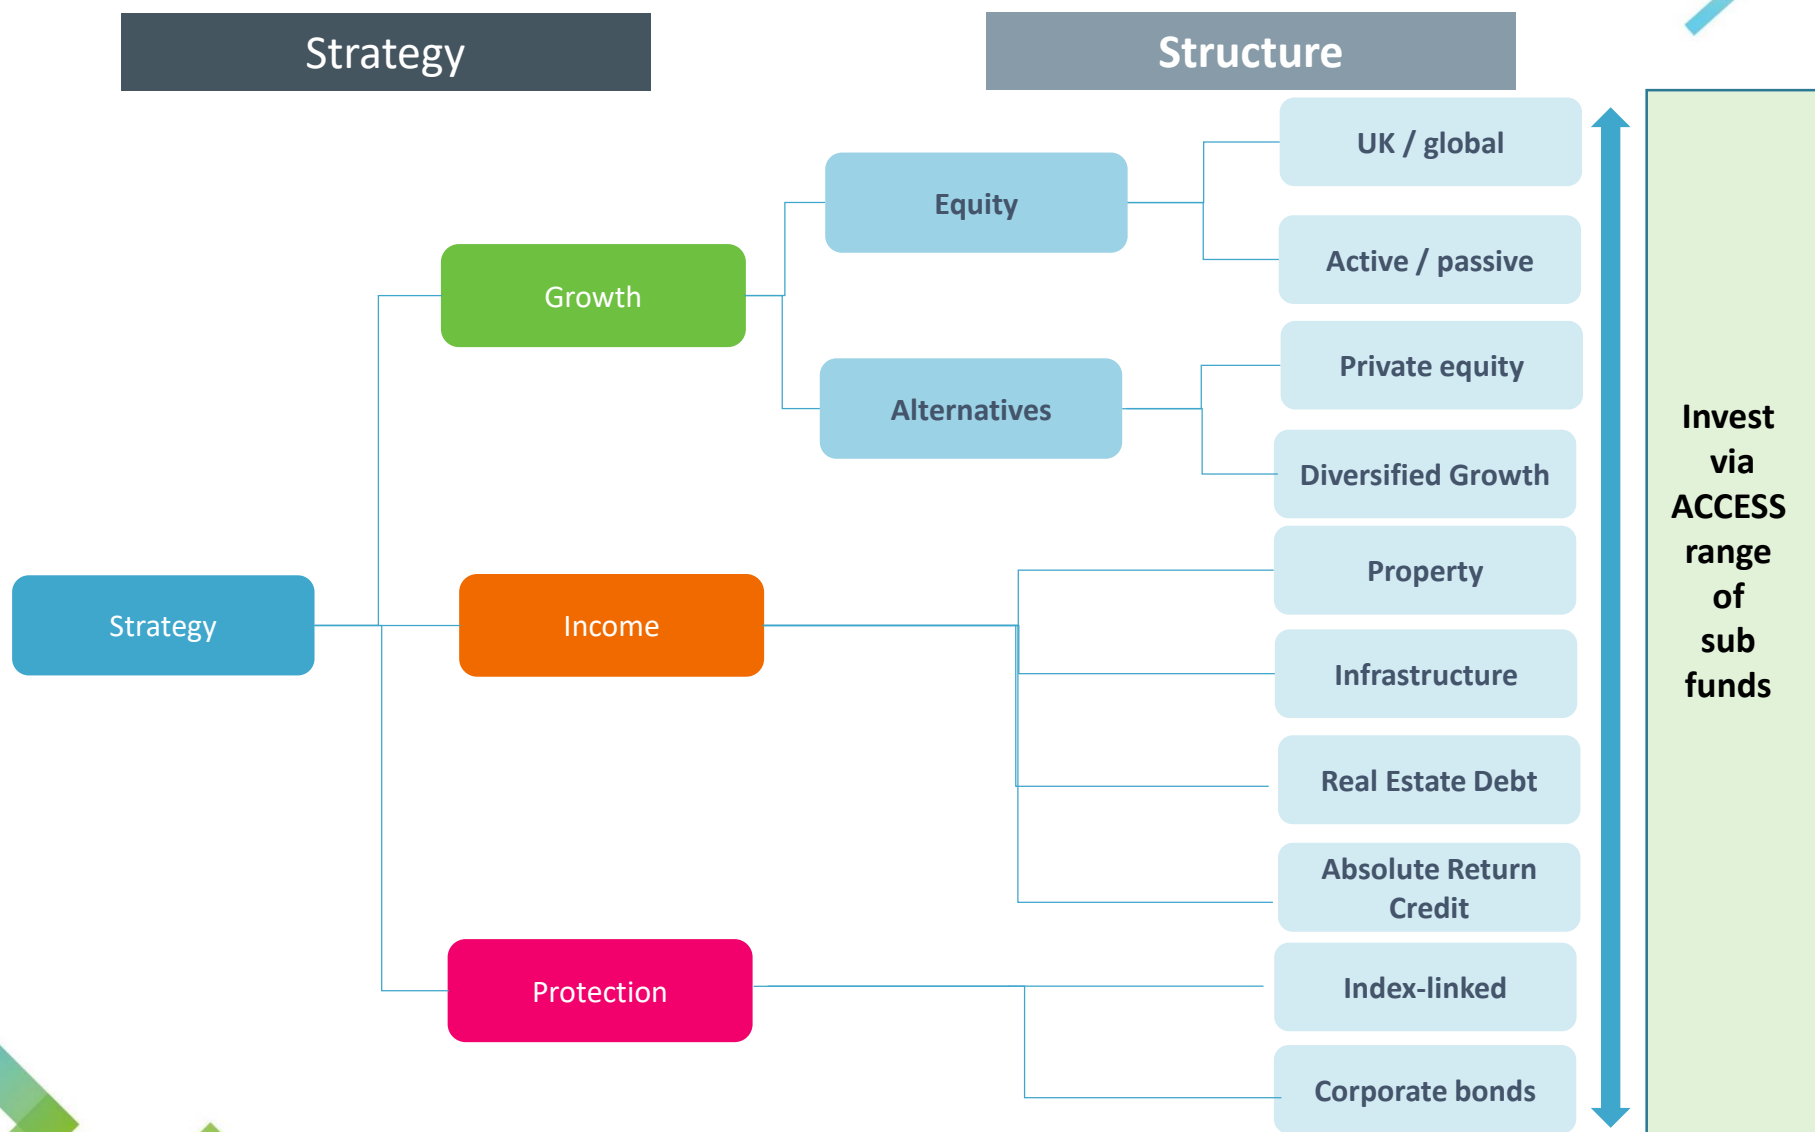 Strategy
Structure
UK / global
Equity
Active / passive
Growth
Private equity
Alternatives
Diversified Growth
Property
Strategy
Income
Infrastructure
Real Estate Debt
Absolute Return
Credit
Protection
Index-linked
Corporate bonds
Invest
via
ACCESS
range
of
sub
funds